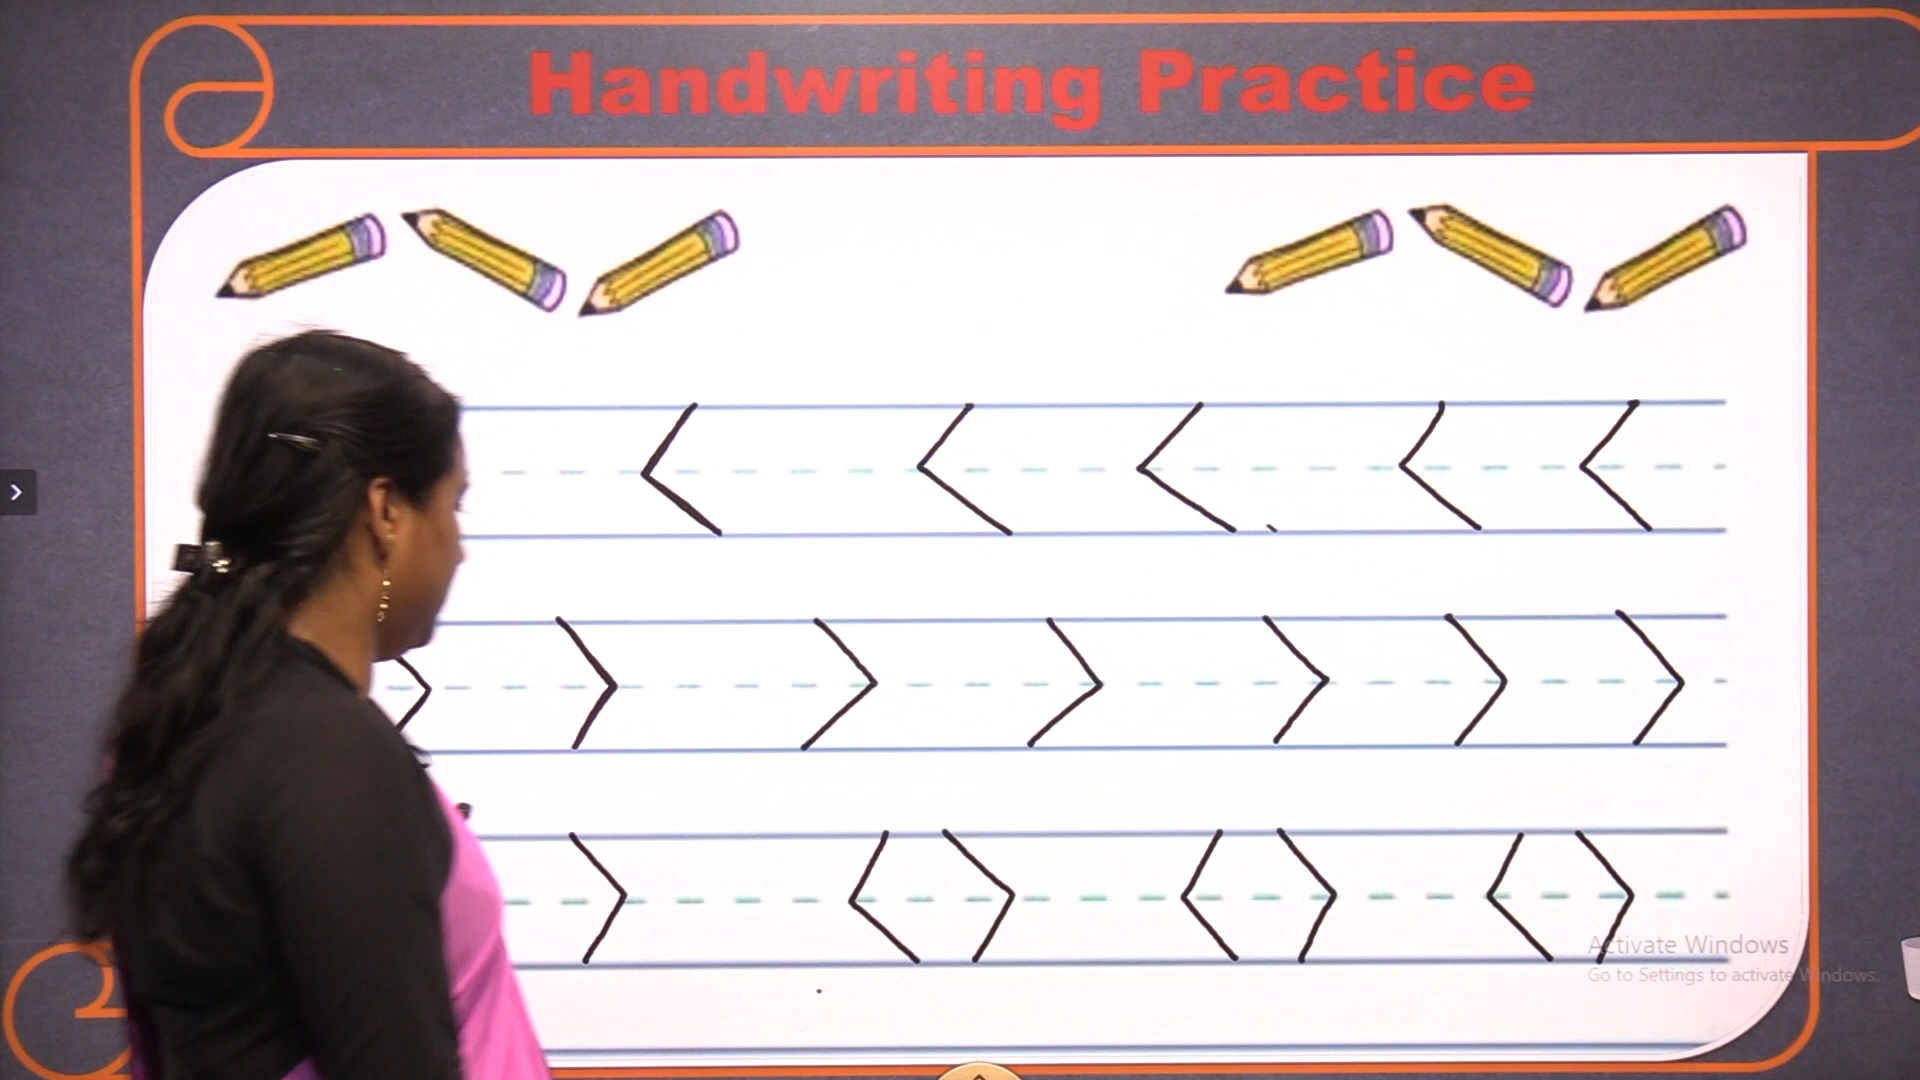 Handwriting Practice
< < < < <
> > > > > > >
> < > < > < >
Activate Windows
Go to Settings to activate Windows.